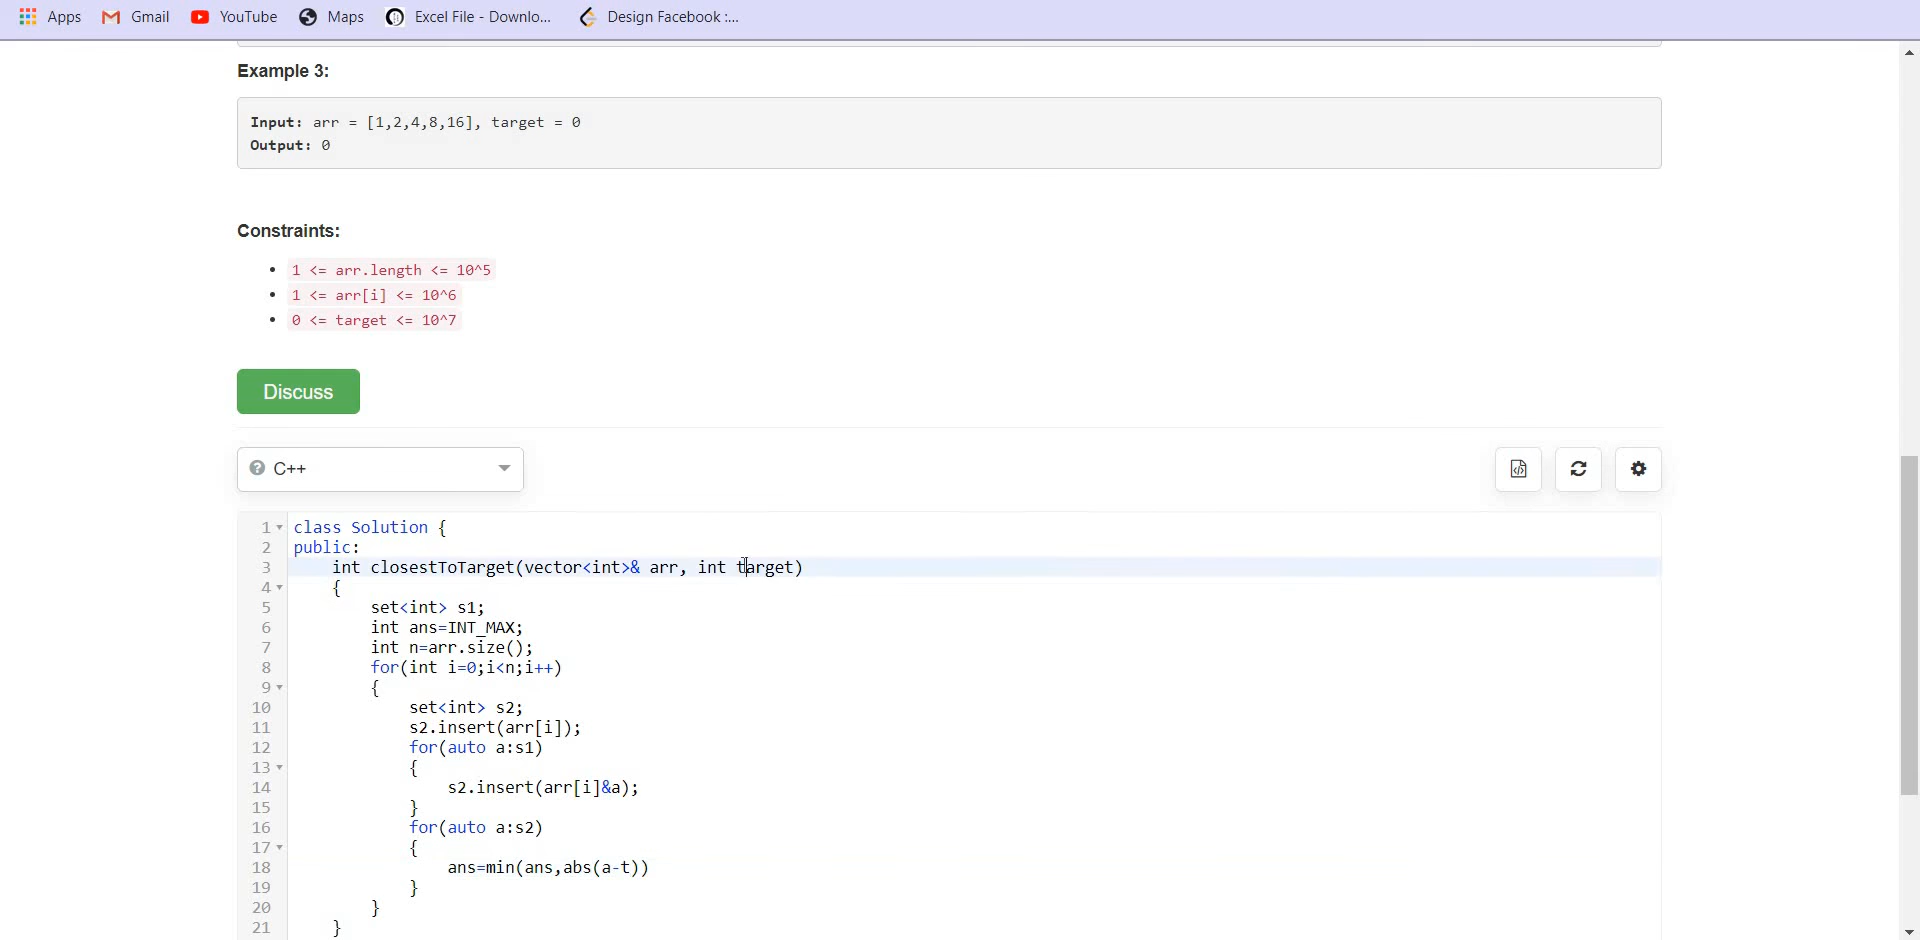 Apps Gmail YouTube Maps Excel File - Downlo... Design Facebook :...
Example 3:
Input: arr = [1,2,4,8,16], target = 0
Output: 0
Constraints:
• 1 <= arr.length <= 10^5
• 1 <= arr[i] <= 10^6
• 0 <= target <= 10^7
Discuss
C++
1 class Solution {
2 public:
3 int closestToTarget(vector<int>& arr, int target)
4 {
5 set<int> s1;
6 int ans=INT_MAX;
7 int n=arr.size();
8 for(int i=0;i<n;i++)
9 {
10 set<int> s2;
11 s2.insert(arr[i]);
12 for(auto a:s1)
13 {
14 s2.insert(arr[i]&a);
15 }
16 for(auto a:s2)
17 {
18 ans=min(ans,abs(a-t))
19 }
20 }
21 }